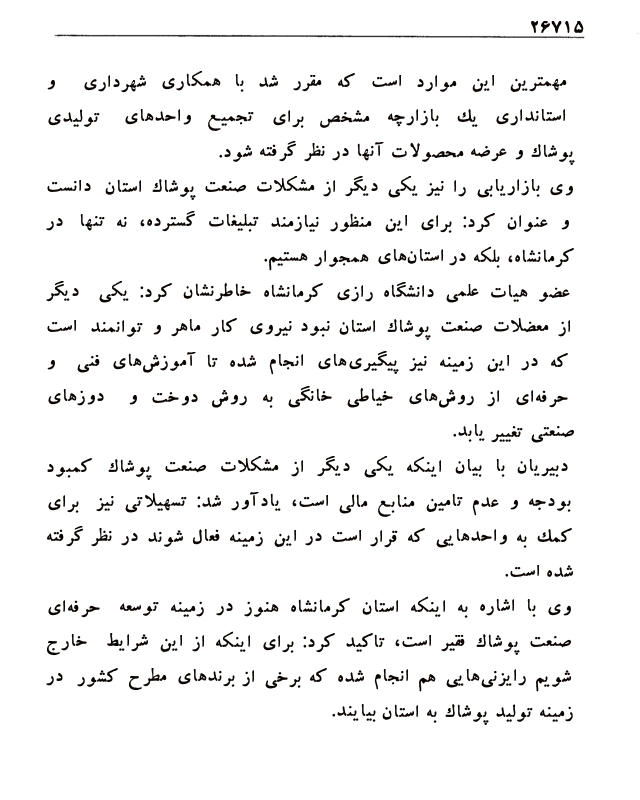 ۲۶۷۱۵
مهمترین این موارد است که مقرر شد با همکاری شهرداری و
استانداری یك بازارچه مشخص برای تجمیع واحدهای تولیدی
پوشاك و عرضه محصولات آنها در نظر گرفته شود.
وی بازاریابی را نیز یکی دیگر از مشکلات صنعت پوشاك استان دانست
و عنوان کرد: برای این منظور نیازمند تبلیغات گسترده، نه تنها در
کرمانشاه، بلکه در استان‌های همجوار هستیم.
عضو هیات علمی دانشگاه رازی کرمانشاه خاطرنشان کرد: یکی دیگر
از معضلات صنعت پوشاك استان نبود نیروی کار ماهر و توانمند است
که در این زمینه نیز پیگیری‌های انجام شده تا آموزش‌های فنی و
حرفه‌ای از روش‌های خیاطی خانگی به روش دوخت و دوزهای
صنعتی تغییر یابد.
دبیریان با بیان اینکه یکی دیگر از مشکلات صنعت پوشاك کمبود
بودجه و عدم تامین منابع مالی است، یادآور شد: تسهیلاتی نیز برای
کمك به واحدهایی که قرار است در این زمینه فعال شوند در نظر گرفته
شده است.
وی با اشاره به اینکه استان کرمانشاه هنوز در زمینه توسعه حرفه‌ای
صنعت پوشاك فقیر است، تاکید کرد: برای اینکه از این شرایط خارج
شویم رایزنی‌هایی هم انجام شده که برخی از برندهای مطرح کشور در
زمینه تولید پوشاك به استان بیایند.